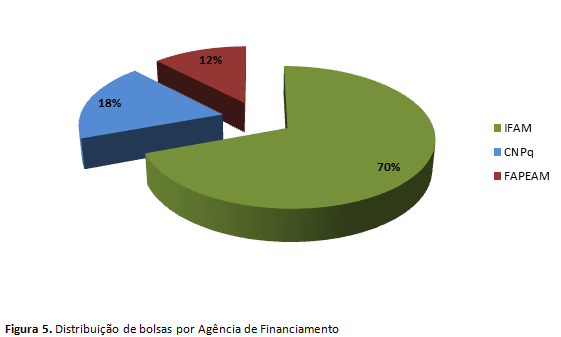 12%
18%
70%
IFAM
CNPq
FAPEAM
Figura 5. Distribuição de bolsas por Agência de Financiamento